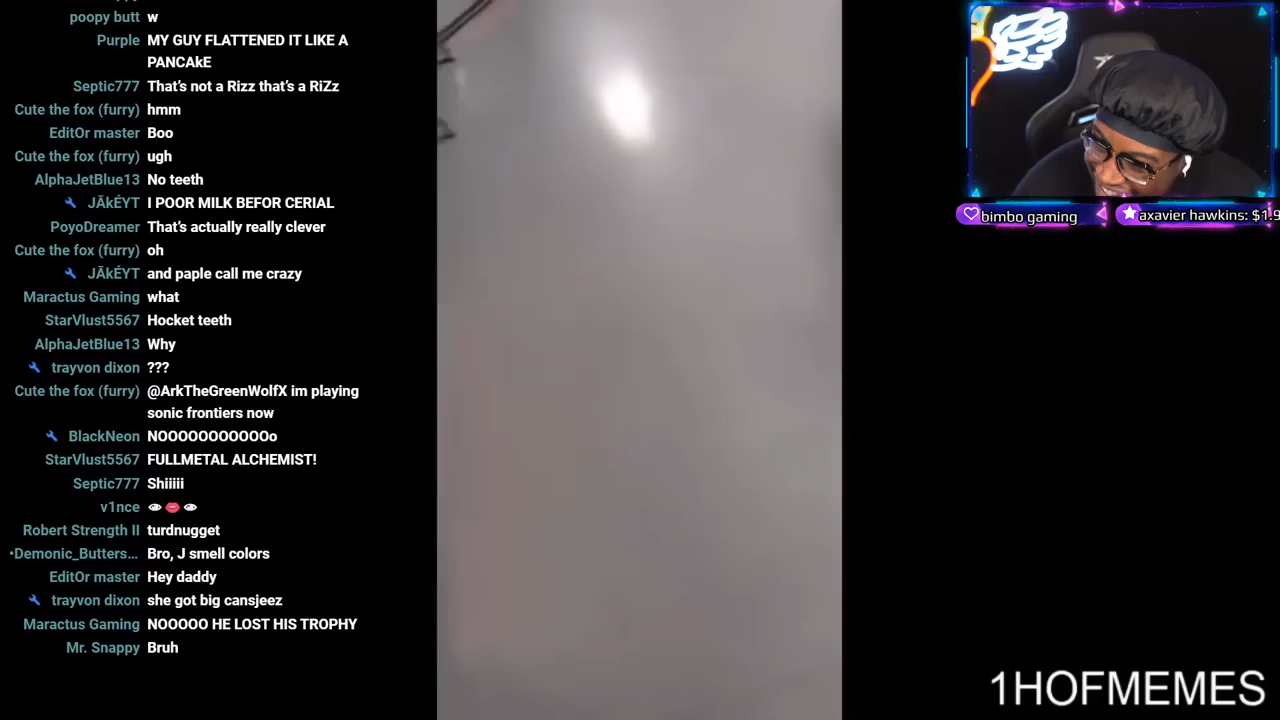 poopy butt w
Purple MY GUY FLATTENED IT LIKE A
PANCAkE
Septic777 That’s not a Rizz that’s a RiZz
Cute the fox (furry) hmm
EditOr master Boo
Cute the fox (furry) ugh
AlphaJetBlue13 No teeth
JĀkÉYT I POOR MILK BEFOR CERIAL
PoyoDreamer That’s actually really clever
Cute the fox (furry) oh
JĀkÉYT and paple call me crazy
Maractus Gaming what
StarVlust5567 Hocket teeth
AlphaJetBlue13 Why
trayvon dixon ???
Cute the fox (furry) @ArkTheGreenWolfX im playing
sonic frontiers now
BlackNeon NOOOOOOOOOOOo
StarVlust5567 FULLMETAL ALCHEMIST!
Septic777 Shiiiii
v1nce 👁👄👁
Robert Strength II turdnugget
•Demonic_Butters... Bro, J smell colors
EditOr master Hey daddy
trayvon dixon she got big cansjeez
Maractus Gaming NOOOOO HE LOST HIS TROPHY
Mr. Snappy Bruh
bimbo gaming
axavier hawkins: $1.9
1HOFMEMES